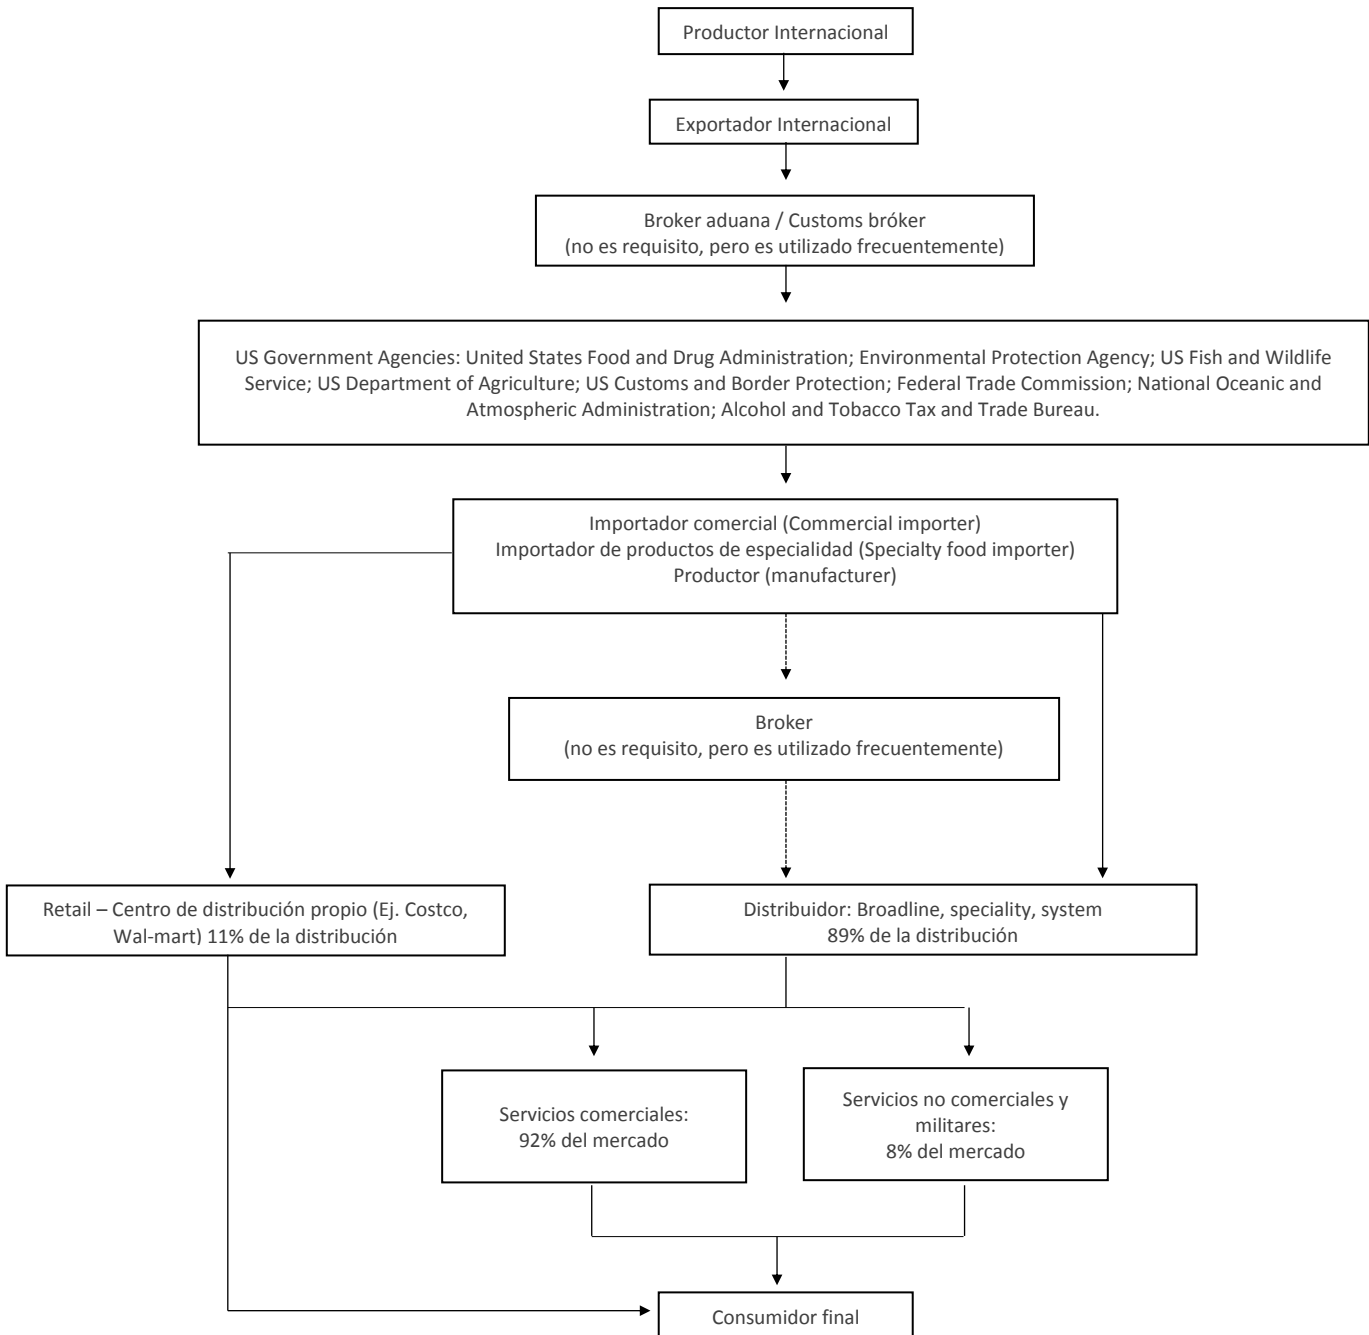 Productor Internacional
Exportador Internacional
Broker aduana / Customs bróker
(no es requisito, pero es utilizado frecuentemente)
US Government Agencies: United States Food and Drug Administration; Environmental Protection Agency; US Fish and Wildlife
Service; US Department of Agriculture; US Customs and Border Protection; Federal Trade Commission; National Oceanic and
Atmospheric Administration; Alcohol and Tobacco Tax and Trade Bureau.
Importador comercial (Commercial importer)
Importador de productos de especialidad (Specialty food importer)
Productor (manufacturer)
Broker
(no es requisito, pero es utilizado frecuentemente)
Retail – Centro de distribución propio (Ej. Costco,
Wal-mart) 11% de la distribución
Distribuidor: Broadline, speciality, system
89% de la distribución
Servicios comerciales:
92% del mercado
Servicios no comerciales y
militares:
8% del mercado
Consumidor final